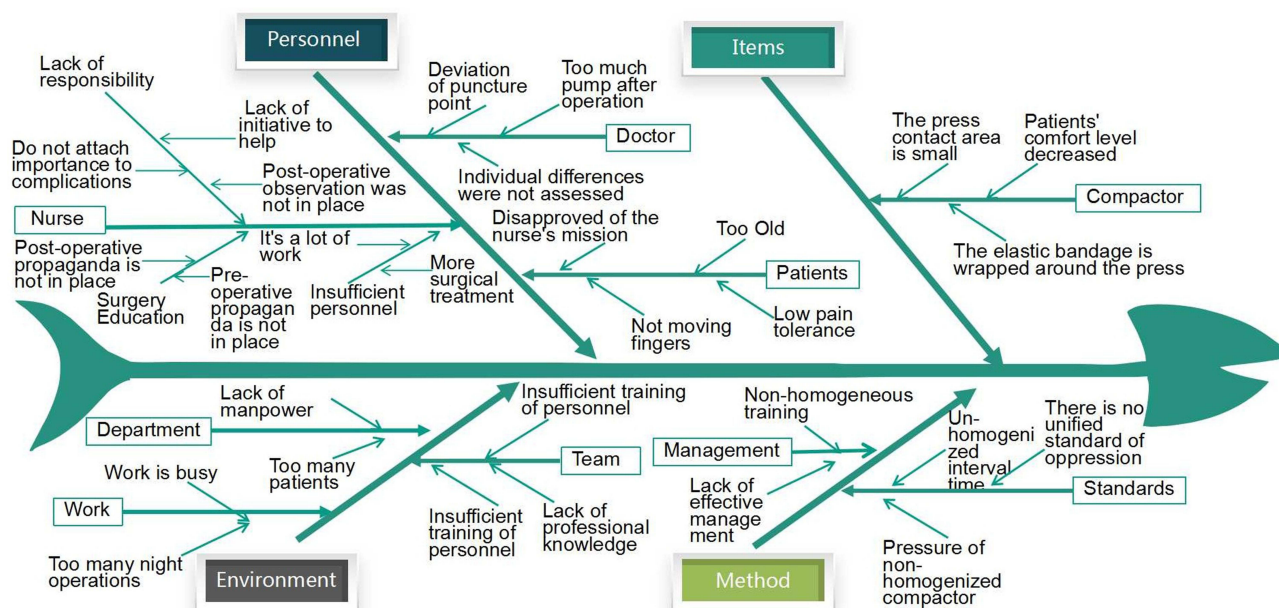 Personnel
Items
Lack of
responsibility
Deviation
of puncture
point
Too much
pump after
operation
Lack of
initiative to
help
The press
contact area
is small
Patients'
comfort level
decreased
Doctor
Do not attach
importance to
complications
Post-operative
observation was
not in place
Individual differences
were not assessed
Compactor
Nurse
Disapproved of the
nurse's mission
Too Old
It's a lot of
work
Post-operative
propaganda is
not in place
The elastic bandage is
wrapped around the press
More
surgical
treatment
Patients
Pre-
operative
propagan
da is not
in place
Surgery
Education
Insufficient
personnel
Not moving
fingers
Low pain
tolerance
Lack of
manpower
Insufficient training
of personnel
Non-homogeneous
training
Un-
homogeni
zed
interval
time
There is no
unified
standard of
oppression
Department
Too many
patients
Team
Management
Work is busy
Lack of
effective
manage
ment
Standards
Work
Insufficient
training of
personnel
Lack of
professional
knowledge
Too many night
operations
Pressure of
non-
homogenized
compactor
Environment
Method